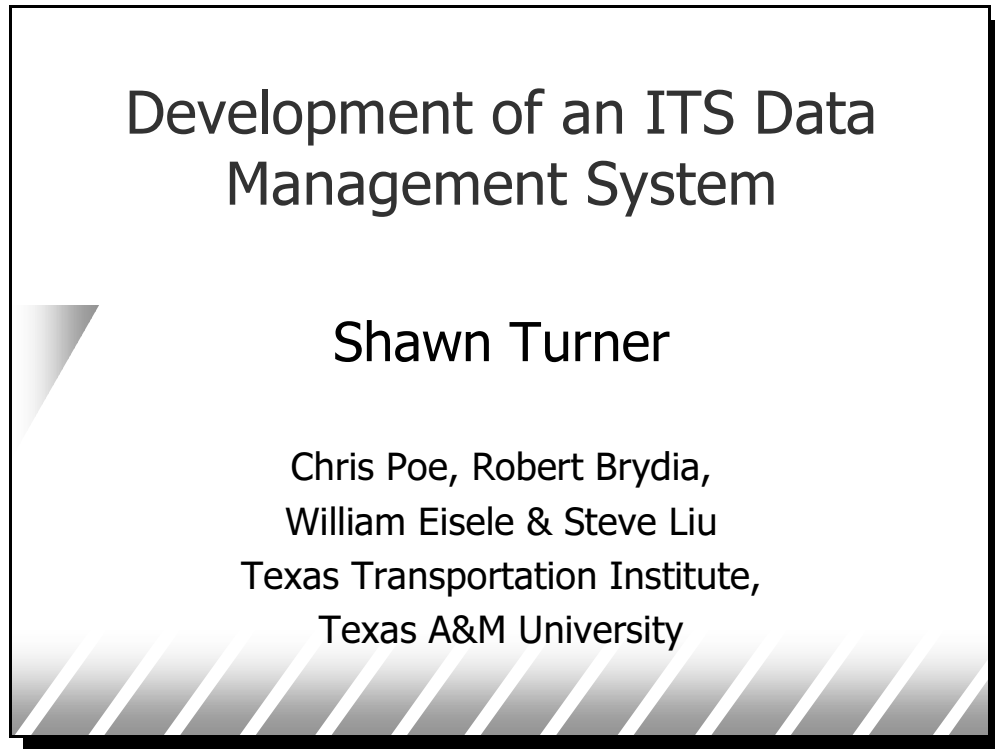 Development of an ITS Data
Management System
Shawn Turner
Chris Poe, Robert Brydia,
William Eisele & Steve Liu
Texas Transportation Institute,
Texas A&M University